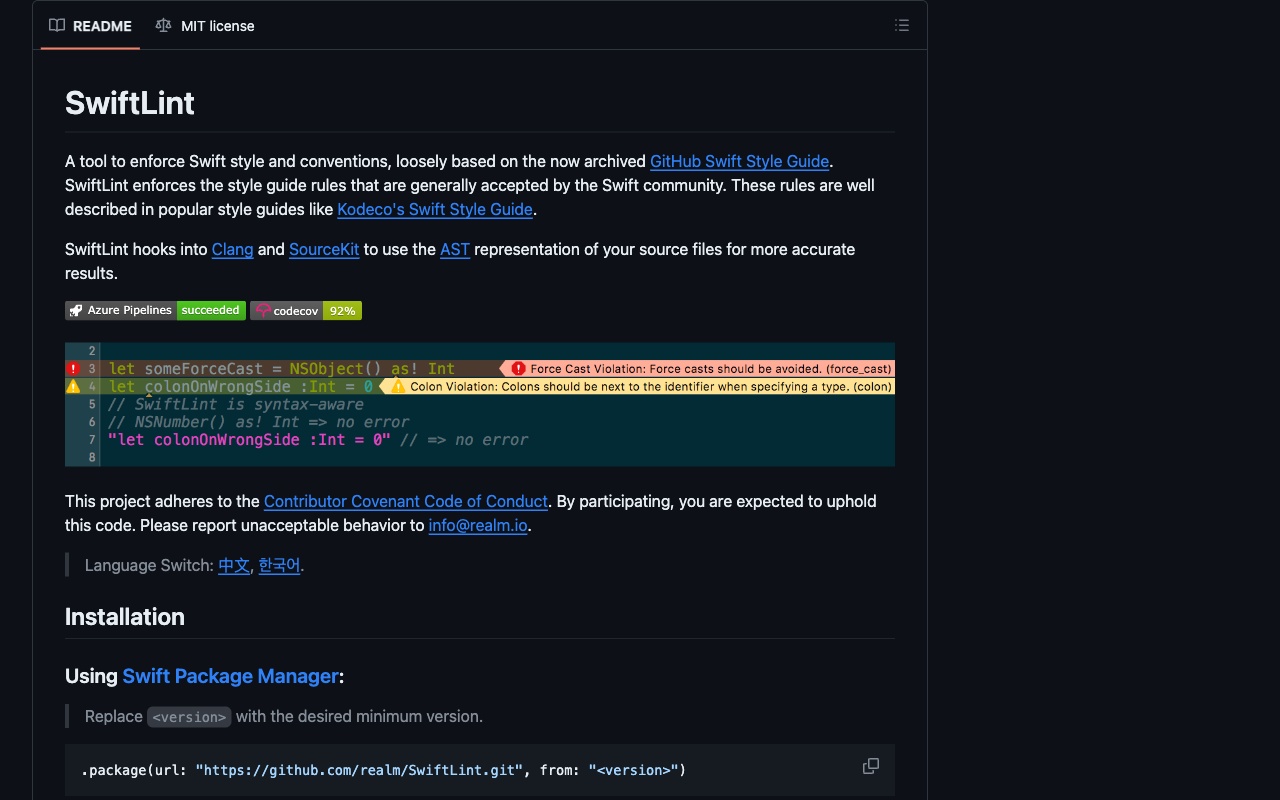 README MIT license
SwiftLint
A tool to enforce Swift style and conventions, loosely based on the now archived GitHub Swift Style Guide.
SwiftLint enforces the style guide rules that are generally accepted by the Swift community. These rules are well
described in popular style guides like Kodeco's Swift Style Guide.
SwiftLint hooks into Clang and SourceKit to use the AST representation of your source files for more accurate
results.
Azure Pipelines succeeded codecov 92%
2
3 let someForceCast = NSObject() as! Int Force Cast Violation: Force casts should be avoided. (force_cast)
4 let colonOnWrongSide :Int = 0 Colon Violation: Colons should be next to the identifier when specifying a type. (colon)
5 // SwiftLint is syntax-aware
6 // NSNumber() as! Int => no error
7 "let colonOnWrongSide :Int = 0" // => no error
8
This project adheres to the Contributor Covenant Code of Conduct. By participating, you are expected to uphold
this code. Please report unacceptable behavior to info@realm.io.
Language Switch: 中文, 한국어.
Installation
Using Swift Package Manager:
Replace <version> with the desired minimum version.
.package(url: "https://github.com/realm/SwiftLint.git", from: "<version>")